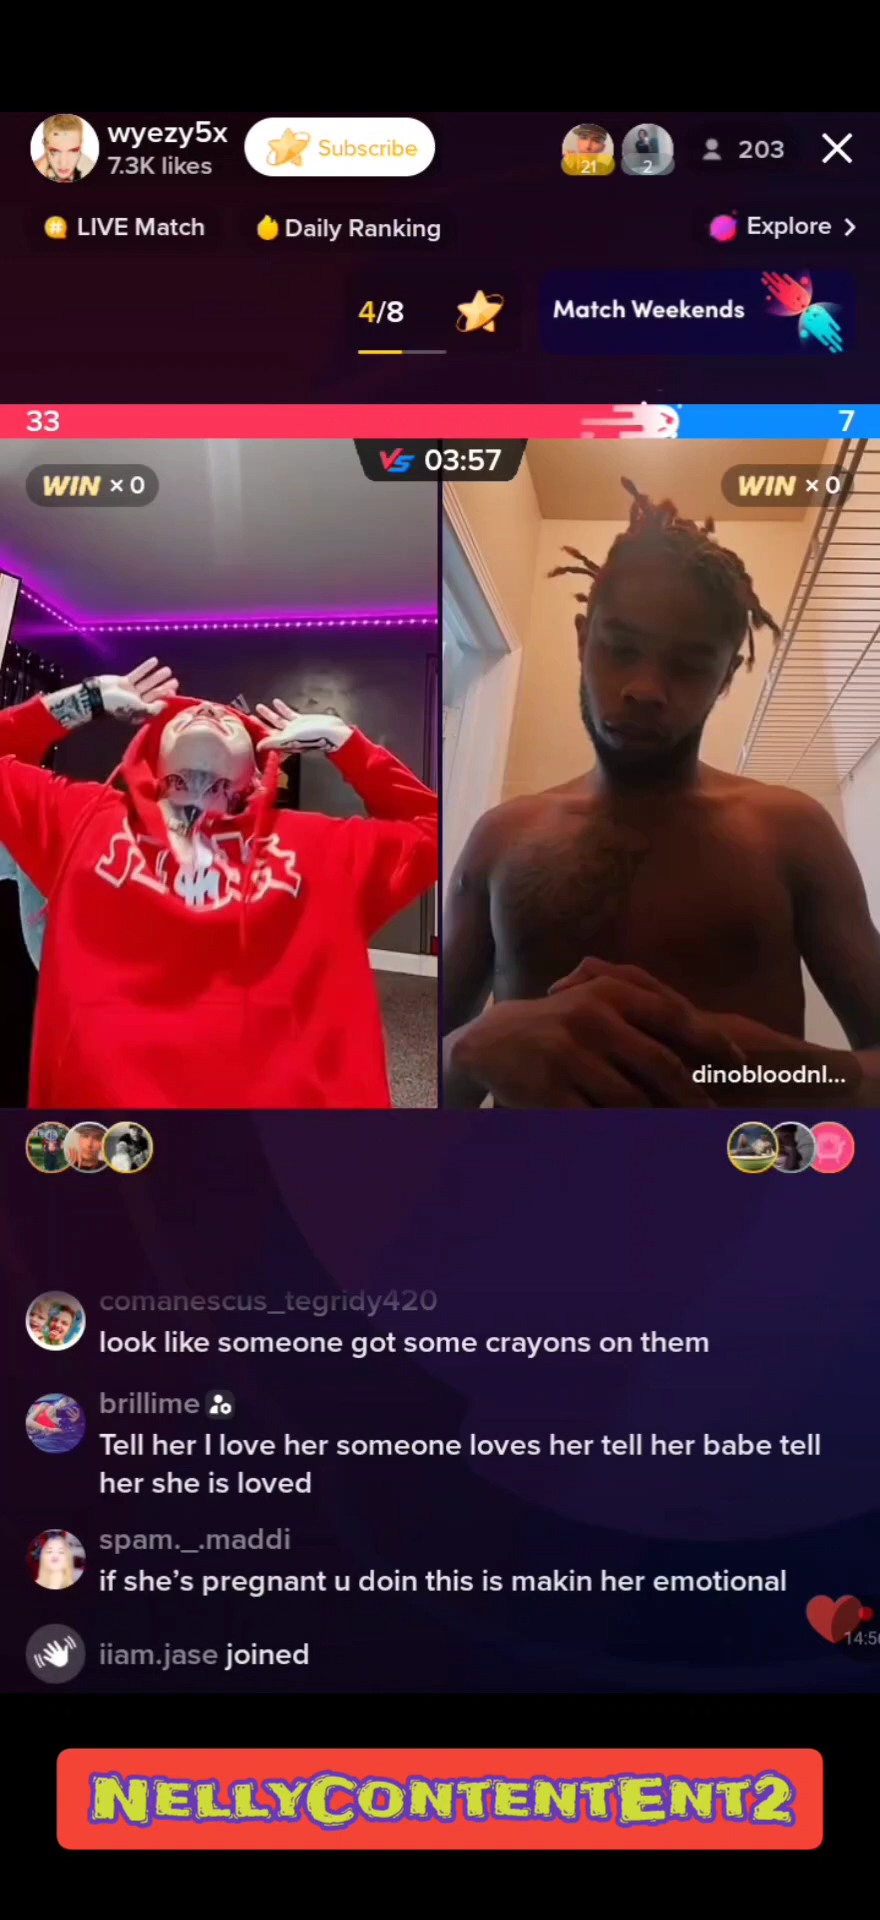 wyezy5x
7.3K likes
Subscribe
21
2
203
LIVE Match
Daily Ranking
Explore
4/8
Match Weekends
33
7
WIN × 0
VS 03:57
WIN × 0
dinobloodnl...
comanescus_tegridy420
look like someone got some crayons on them
brillime
Tell her I love her someone loves her tell her babe tell
her she is loved
spam._.maddi
if she's pregnant u doin this is makin her emotional
iiam.jase joined
NELLYCONTENTENT2